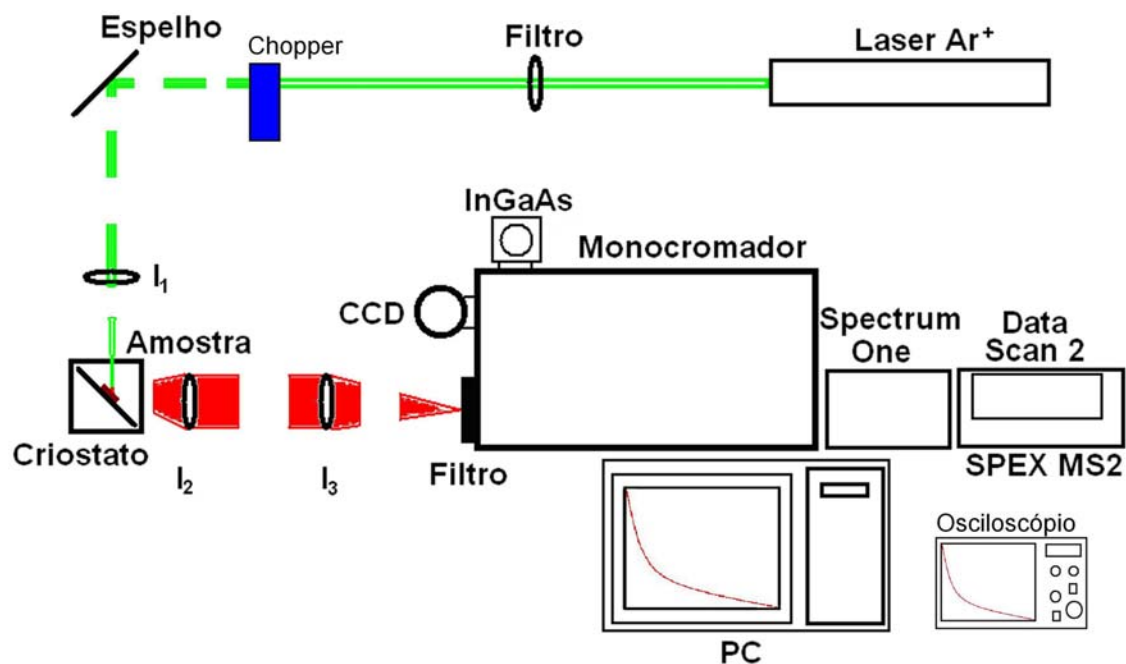 Espelho
Chopper
Filtro
Laser Ar⁺
InGaAs
Monocromador
l₁
CCD
Spectrum
One
Data
Scan 2
Amostra
Criostato
l₂
l₃
Filtro
SPEX MS2
Osciloscópio
PC